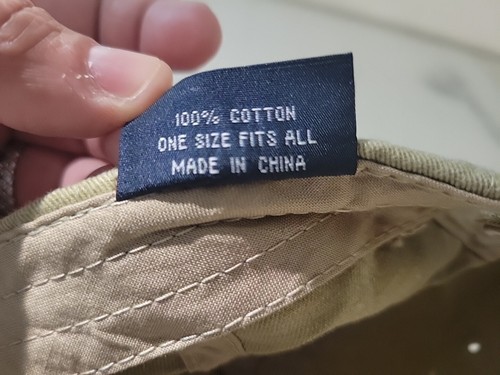 100% COTTON
ONE SIZE FITS ALL
MADE IN CHINA